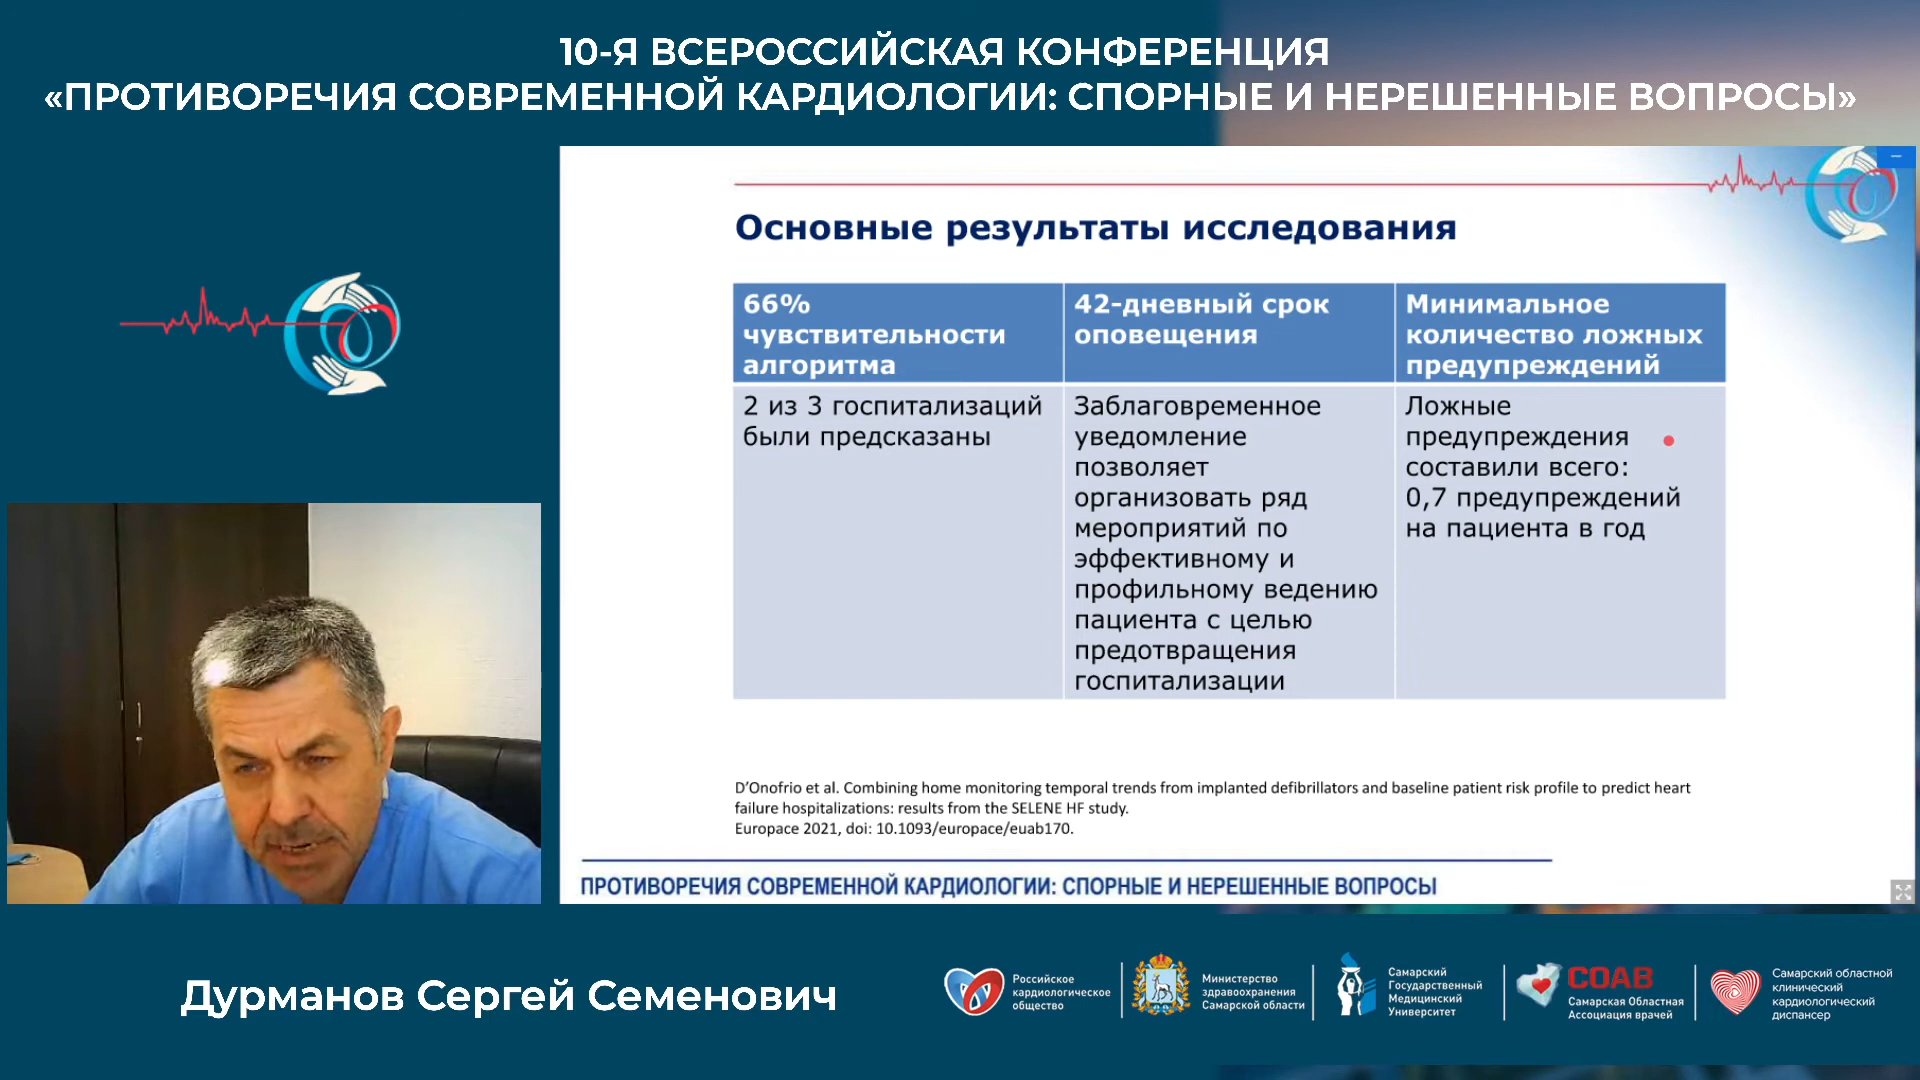 10-Я ВСЕРОССИЙСКАЯ КОНФЕРЕНЦИЯ
«ПРОТИВОРЕЧИЯ СОВРЕМЕННОЙ КАРДИОЛОГИИ: СПОРНЫЕ И НЕРЕШЕННЫЕ ВОПРОСЫ»
Основные результаты исследования
66%
чувствительности
алгоритма
42-дневный срок
оповещения
Минимальное
количество ложных
предупреждений
2 из 3 госпитализаций
были предсказаны
Заблаговременное
уведомление
позволяет
организовать ряд
мероприятий по
эффективному и
профильному ведению
пациента с целью
предотвращения
госпитализации
Ложные
предупреждения
составили всего:
0,7 предупреждений
на пациента в год
D’Onofrio et al. Combining home monitoring temporal trends from implanted defibrillators and baseline patient risk profile to predict heart
failure hospitalizations: results from the SELENE HF study.
Europace 2021, doi: 10.1093/europace/euab170.
ПРОТИВОРЕЧИЯ СОВРЕМЕННОЙ КАРДИОЛОГИИ: СПОРНЫЕ И НЕРЕШЕННЫЕ ВОПРОСЫ
Дурманов Сергей Семенович
Российское
кардиологическое
общество
Министерство
здравоохранения
Самарской области
Самарский
Государственный
Медицинский
Университет
СОАВ
Самарская Областная
Ассоциация врачей
Самарский областной
клинический
кардиологический
диспансер